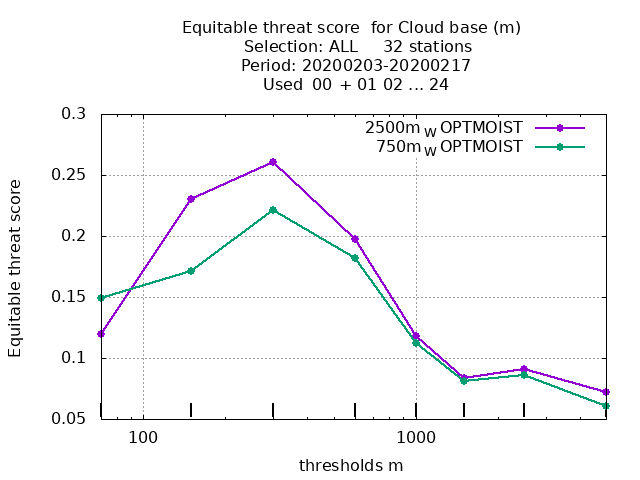 Equitable threat score  for Cloud base (m)
Selection: ALL     32 stations
Period: 20200203-20200217
Used  00 + 01 02 ... 24
2500m W OPTMOIST
750m W OPTMOIST
0.3
0.25
0.2
0.15
0.1
0.05
Equitable threat score
100
1000
thresholds m